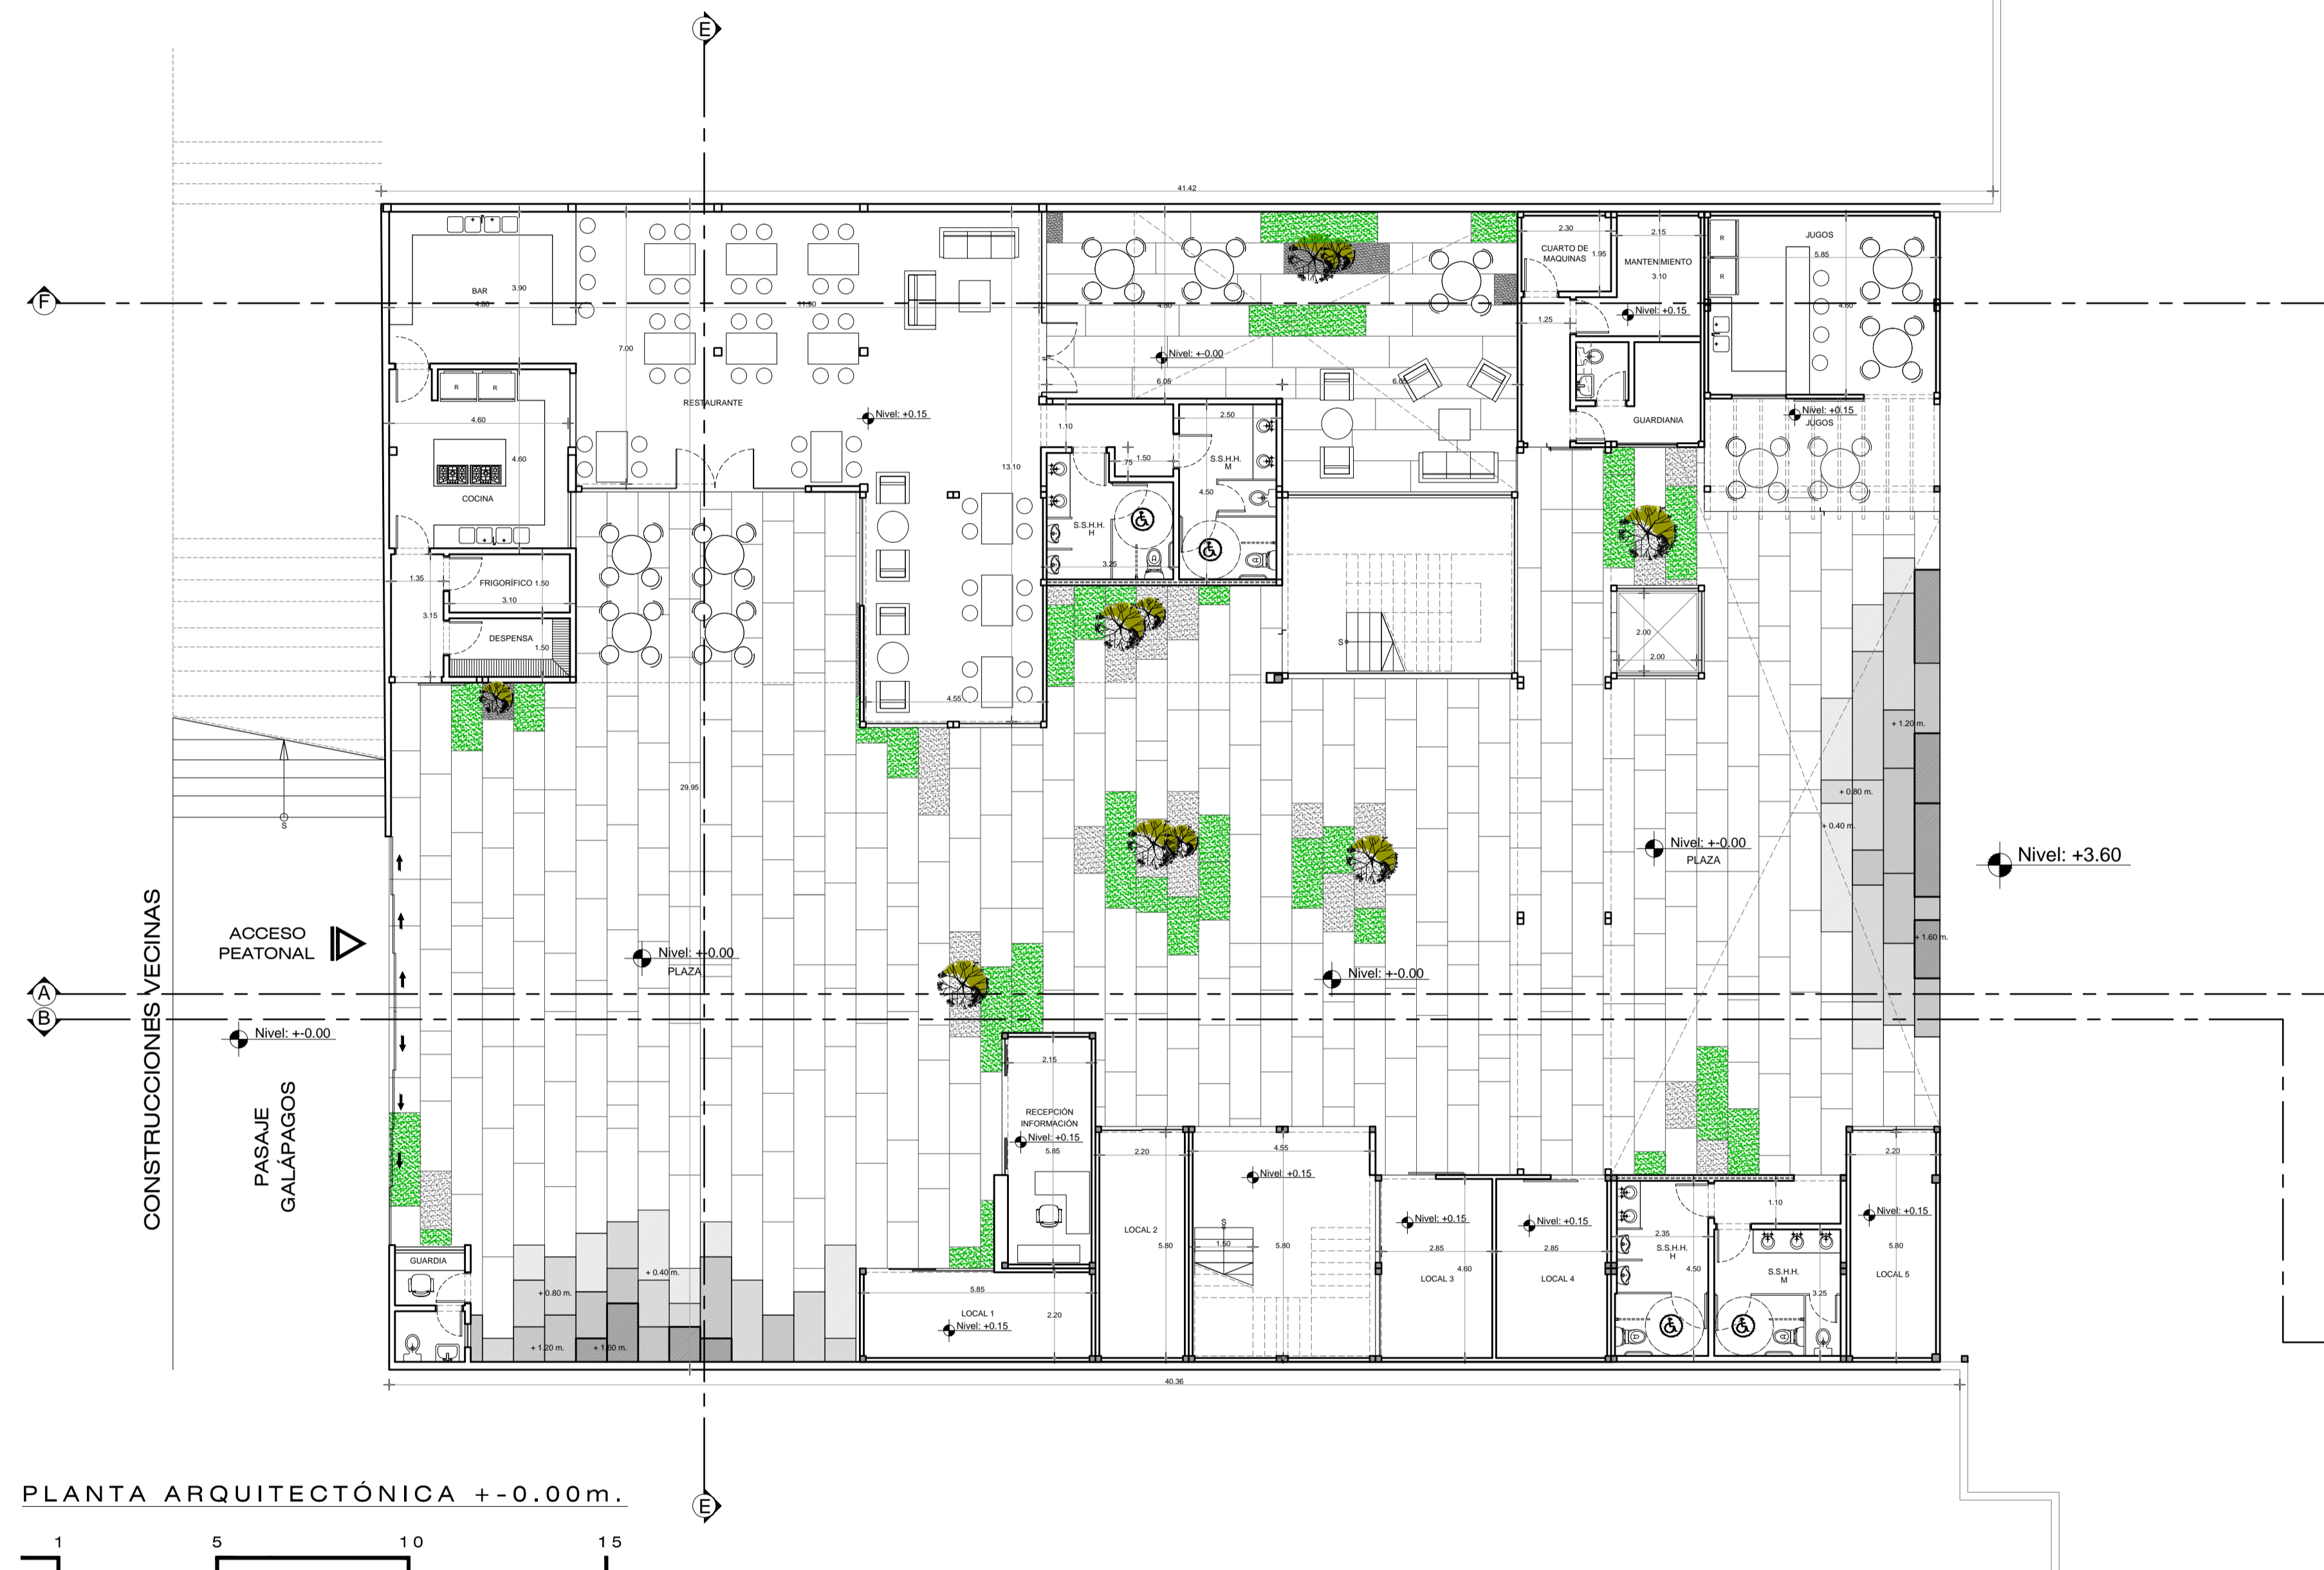 E
41.42
BAR
4.80
3.90
7.00
11.50
RESTAURANTE
Nivel: +0.15
13.10
4.80
Nivel: +-0.00
6.05
6.05
2.30
CUARTO DE
MAQUINAS
1.95
2.15
MANTENIMIENTO
3.10
Nivel: +0.15
1.25
GUARDIANIA
R
R
JUGOS
5.85
4.60
Nivel: +0.15
JUGOS
F
R
R
4.60
4.60
COCINA
1.10
2.50
.75
1.50
S.S.H.H.
M
4.50
S.S.H.H.
H
3.25
1.35
FRIGORÍFICO
1.50
3.10
3.15
DESPENSA
1.50
4.55
S
2.00
2.00
S
29.95
+ 1.20 m.
+ 0.80 m.
+ 0.40 m.
+ 1.60 m.
Nivel: +-0.00
PLAZA
Nivel: +3.60
CONSTRUCCIONES VECINAS
ACCESO
PEATONAL
Nivel: +-0.00
PLAZA
Nivel: +-0.00
A
B
Nivel: +-0.00
PASAJE
GALÁPAGOS
2.15
RECEPCIÓN
INFORMACIÓN
Nivel: +0.15
5.85
2.20
LOCAL 2
5.80
4.55
Nivel: +0.15
S
1.50
5.80
Nivel: +0.15
2.85
4.60
LOCAL 3
Nivel: +0.15
2.85
LOCAL 4
2.35
S.S.H.H.
H
4.50
1.10
S.S.H.H.
M
3.25
2.20
Nivel: +0.15
5.80
LOCAL 5
GUARDIA
+ 0.40 m.
+ 0.80 m.
+ 1.20 m.
+ 1.60 m.
5.85
LOCAL 1
2.20
Nivel: +0.15
40.36
E
PLANTA ARQUITECTÓNICA +-0.00m.
1 5 10 15